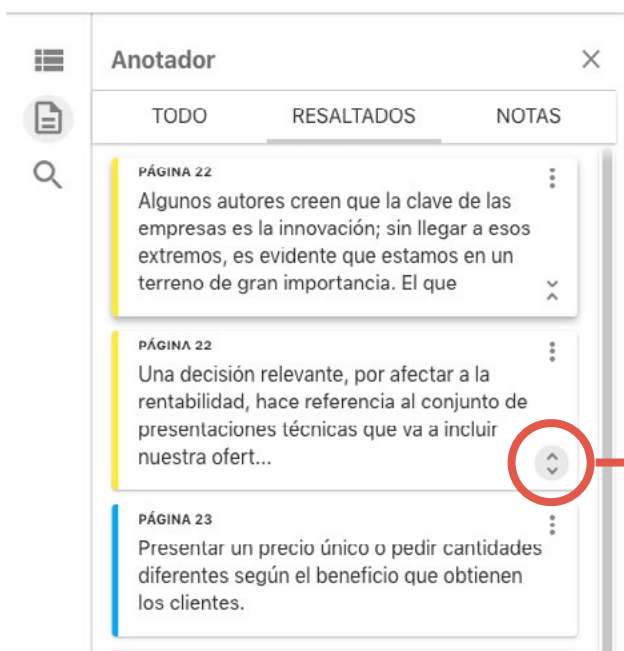 Anotador
TODO RESALTADOS NOTAS
PÁGINA 22
Algunos autores creen que la clave de las
empresas es la innovación; sin llegar a esos
extremos, es evidente que estamos en un
terreno de gran importancia. El que
PÁGINA 22
Una decisión relevante, por afectar a la
rentabilidad, hace referencia al conjunto de
presentaciones técnicas que va a incluir
nuestra ofert...
PÁGINA 23
Presentar un precio único o pedir cantidades
diferentes según el beneficio que obtienen
los clientes.